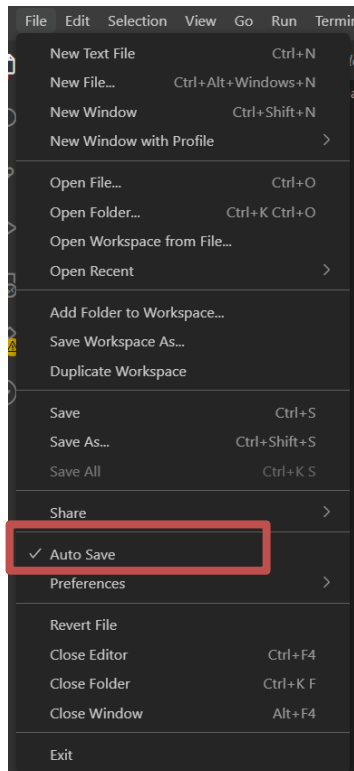 File Edit Selection View Go Run Termin
New Text File Ctrl+N
New File... Ctrl+Alt+Windows+N
New Window Ctrl+Shift+N
New Window with Profile
Open File... Ctrl+O
Open Folder... Ctrl+K Ctrl+O
Open Workspace from File...
Open Recent
Add Folder to Workspace...
Save Workspace As...
Duplicate Workspace
Save Ctrl+S
Save As... Ctrl+Shift+S
Save All Ctrl+K S
Share
✓ Auto Save
Preferences
Revert File
Close Editor Ctrl+F4
Close Folder Ctrl+K F
Close Window Alt+F4
Exit